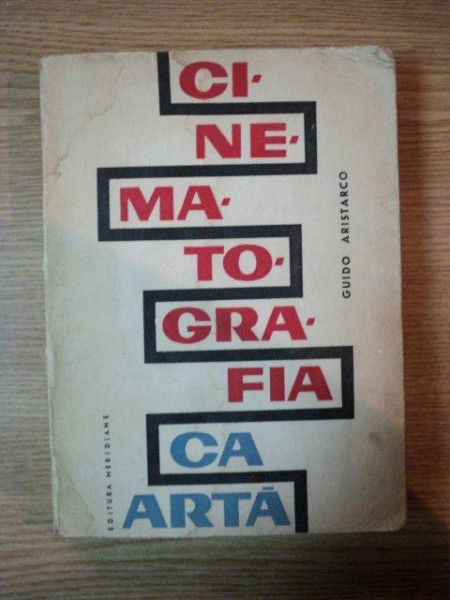 CI-
NE-
MA-
TO-
GRA-
FIA
CA
ARTĂ
GUIDO ARISTARCO
EDITURA MERIDIANE